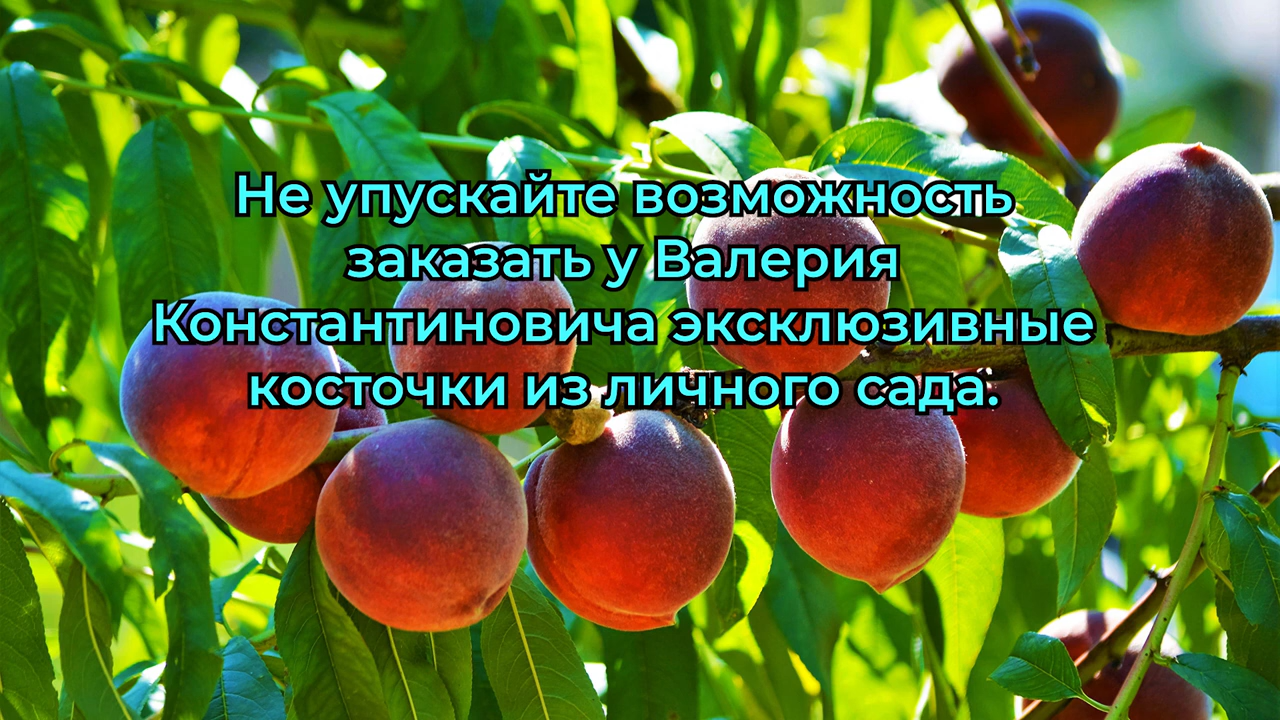 Не упускайте возможность
заказать у Валерия
Константиновича эксклюзивные
косточки из личного сада.